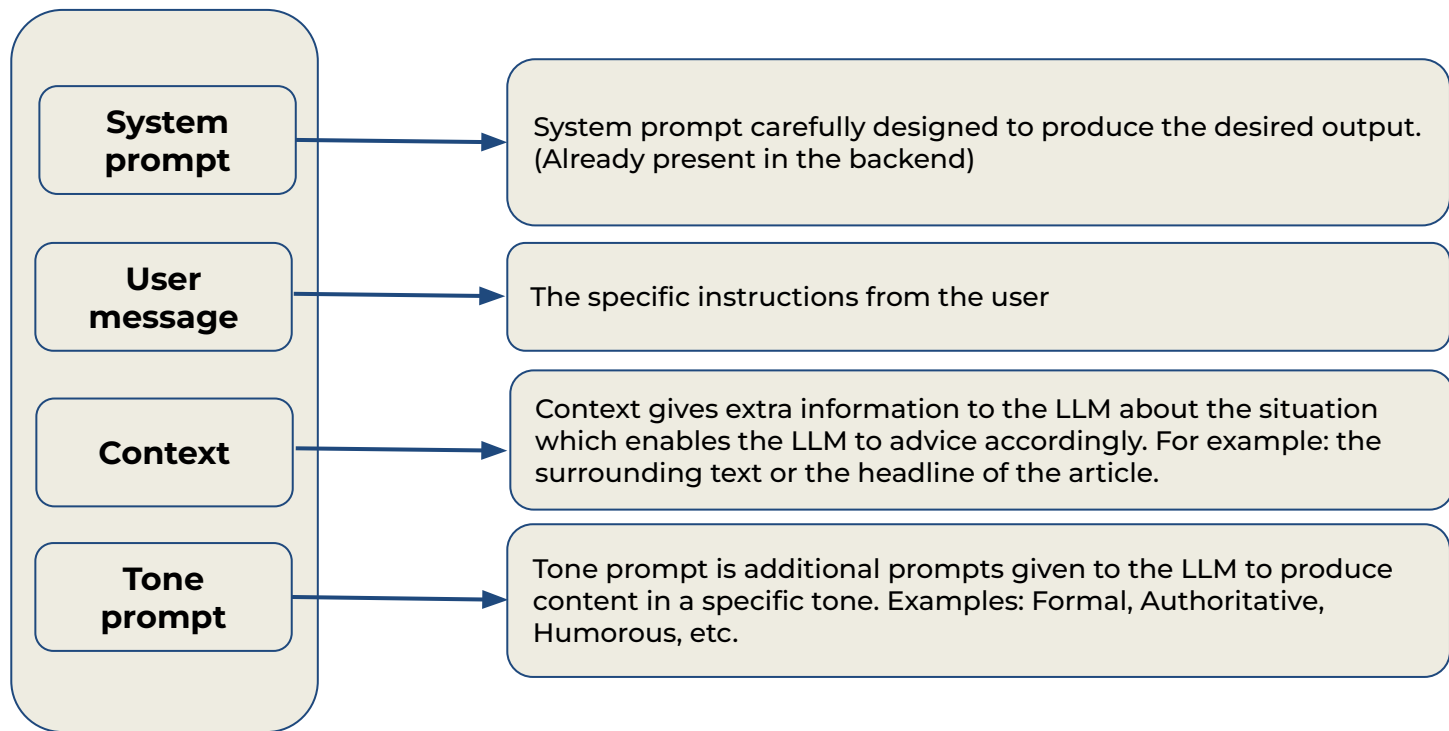 System
prompt
System prompt carefully designed to produce the desired output.
(Already present in the backend)
User
message
The specific instructions from the user
Context
Context gives extra information to the LLM about the situation
which enables the LLM to advice accordingly. For example: the
surrounding text or the headline of the article.
Tone
prompt
Tone prompt is additional prompts given to the LLM to produce
content in a specific tone. Examples: Formal, Authoritative,
Humorous, etc.